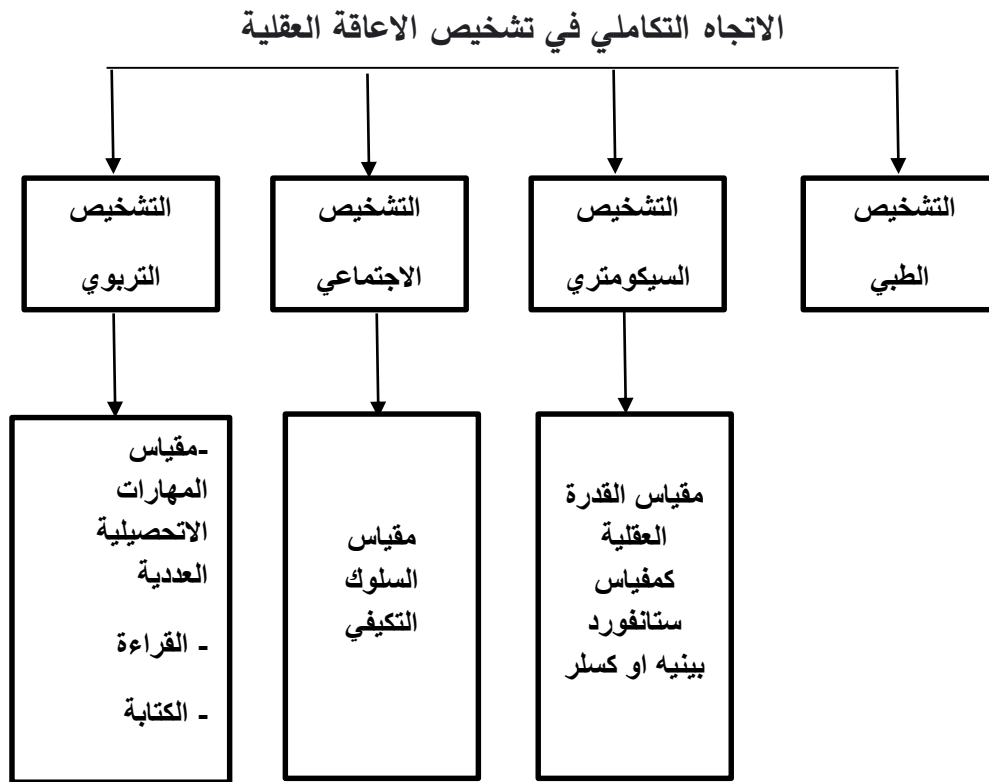 الاتجاه التكاملي في تشخيص الاعاقة العقلية
التشخيص
الطبي
التشخيص
السيكومتري
التشخيص
الاجتماعي
التشخيص
التربوي
مقياس القدرة
العقلية
كمفياس
ستانفورد
بينيه او كسلر
مقياس
السلوك
التكيفي
-مقياس
المهارات
الاتحصيلية
العددية
- القراءة
- الكتابة